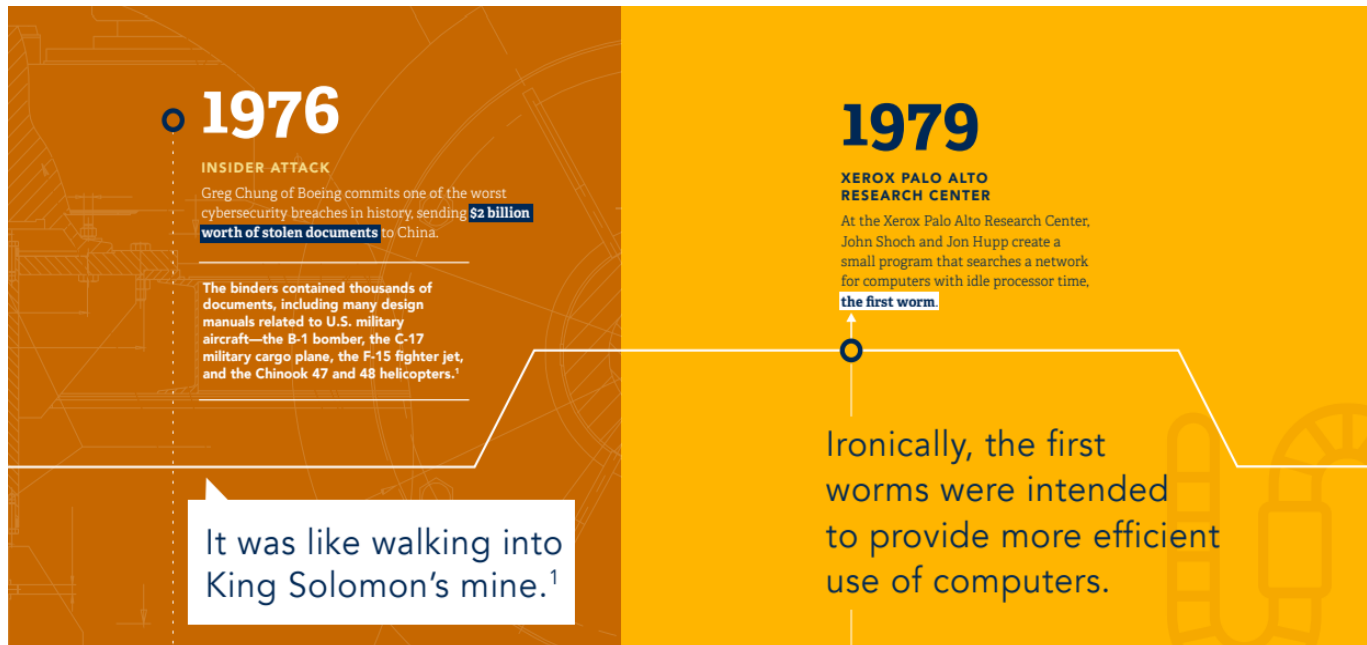 1976
INSIDER ATTACK
Greg Chung of Boeing commits one of the worst
cybersecurity breaches in history, sending $2 billion
worth of stolen documents to China.
The binders contained thousands of
documents, including many design
manuals related to U.S. military
aircraft—the B-1 bomber, the C-17
military cargo plane, the F-15 fighter jet,
and the Chinook 47 and 48 helicopters.¹
It was like walking into
King Solomon’s mine.¹
1979
XEROX PALO ALTO
RESEARCH CENTER
At the Xerox Palo Alto Research Center,
John Shoch and Jon Hupp create a
small program that searches a network
for computers with idle processor time,
the first worm.
Ironically, the first
worms were intended
to provide more efficient
use of computers.